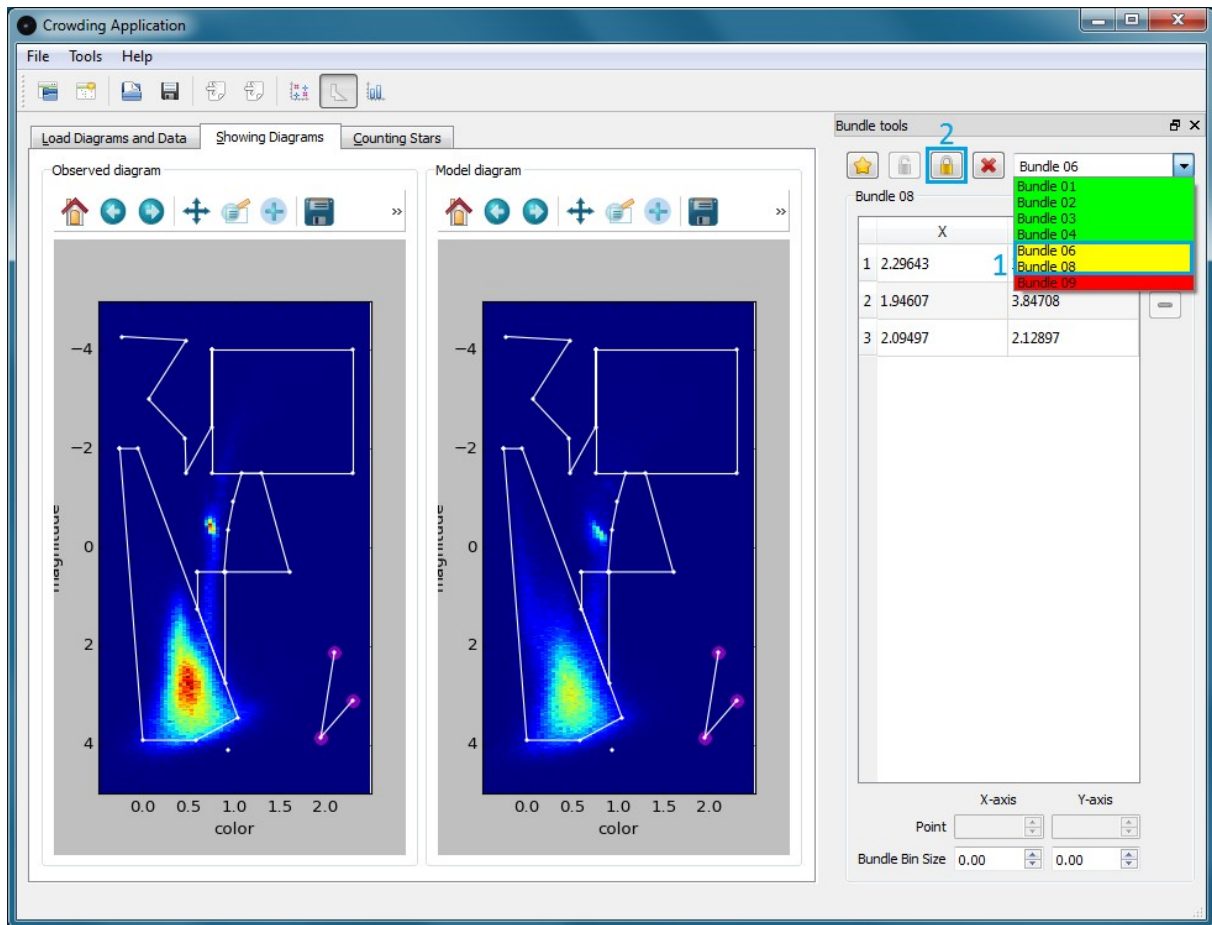 Crowding Application
File Tools Help
Load Diagrams and Data Showing Diagrams Counting Stars
Observed diagram
»
−4
−2
0
2
4
magnitude
0.0 0.5 1.0 1.5 2.0
color
Model diagram
»
−4
−2
0
2
4
magnitude
0.0 0.5 1.0 1.5 2.0
color
Bundle tools
2
Bundle 06
Bundle 01
Bundle 02
Bundle 03
Bundle 04
Bundle 06
Bundle 08
Bundle 09
1
Bundle 08
X
1 2.29643
2 1.94607 3.84708
3 2.09497 2.12897
X-axis Y-axis
Point
Bundle Bin Size 0.00 0.00